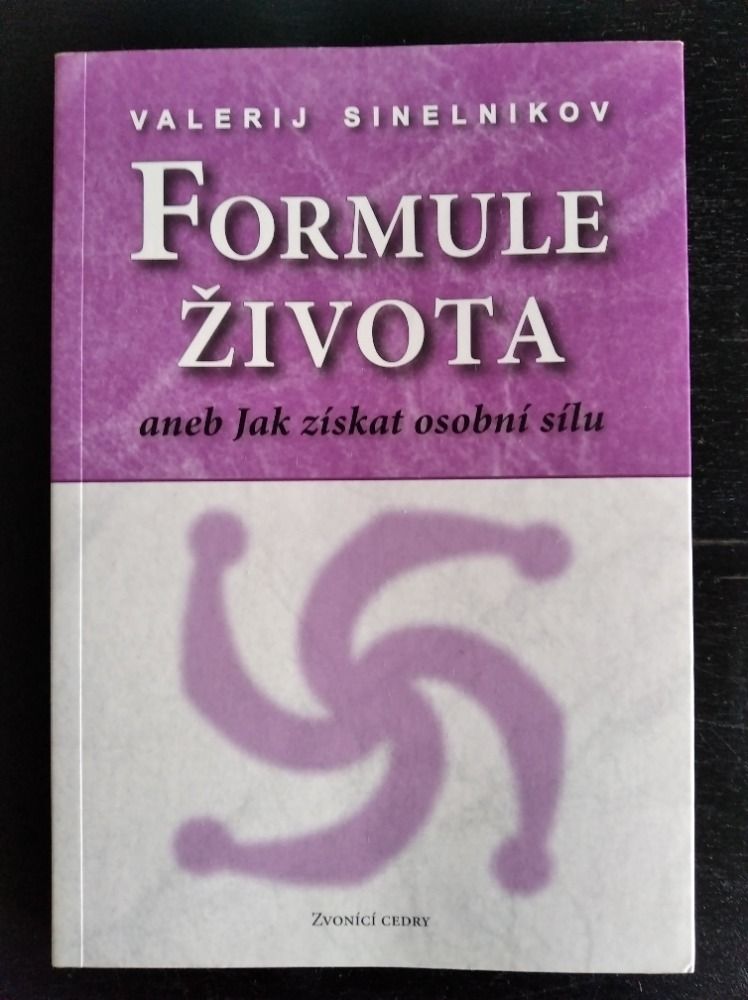 VALERIJ SINELNIKOV
FORMULE
ŽIVOTA
aneb Jak získat osobní sílu
ZVONÍCÍ CEDRY